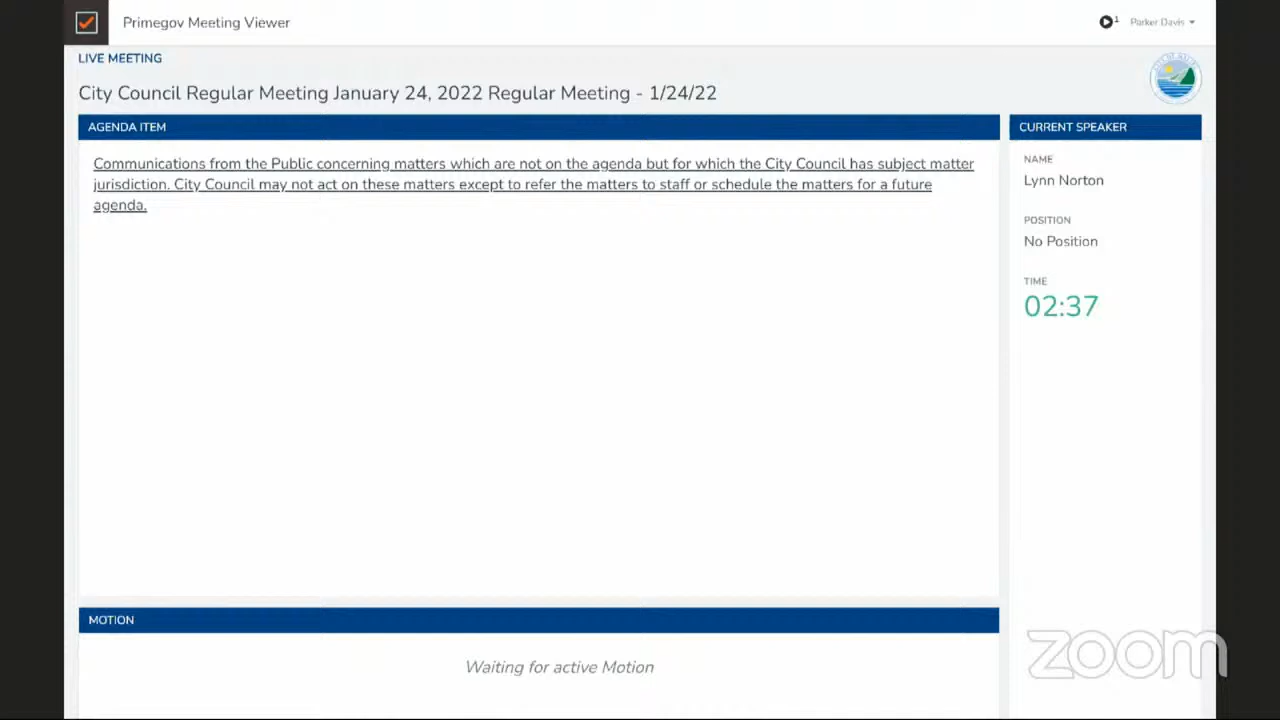 Primegov Meeting Viewer
1
Parker Davis
LIVE MEETING
City Council Regular Meeting January 24, 2022 Regular Meeting - 1/24/22
AGENDA ITEM
Communications from the Public concerning matters which are not on the agenda but for which the City Council has subject matter
jurisdiction. City Council may not act on these matters except to refer the matters to staff or schedule the matters for a future
agenda.
CURRENT SPEAKER
NAME
Lynn Norton
POSITION
No Position
TIME
02:37
MOTION
Waiting for active Motion
zoom